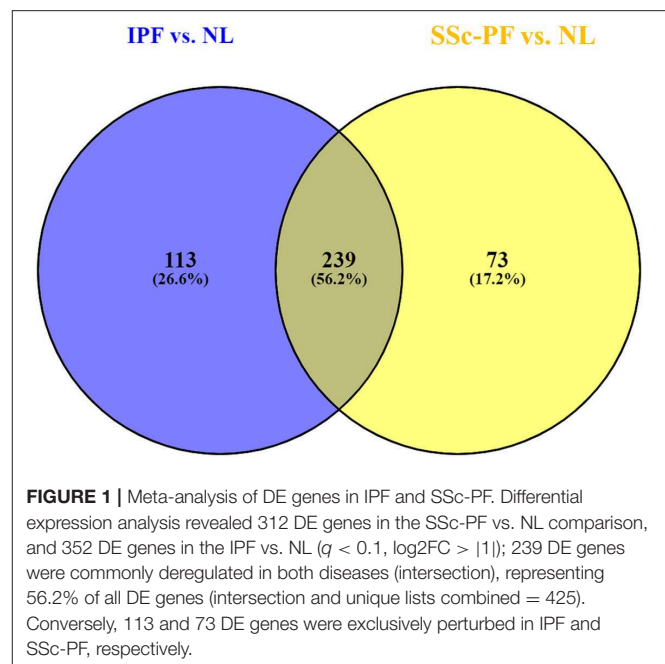 IPF vs. NL
SSc-PF vs. NL
113
(26.6%)
239
(56.2%)
73
(17.2%)
FIGURE 1 | Meta-analysis of DE genes in IPF and SSc-PF. Differential
expression analysis revealed 312 DE genes in the SSc-PF vs. NL comparison,
and 352 DE genes in the IPF vs. NL (q < 0.1, log2FC > |1|); 239 DE genes
were commonly deregulated in both diseases (intersection), representing
56.2% of all DE genes (intersection and unique lists combined = 425).
Conversely, 113 and 73 DE genes were exclusively perturbed in IPF and
SSc-PF, respectively.